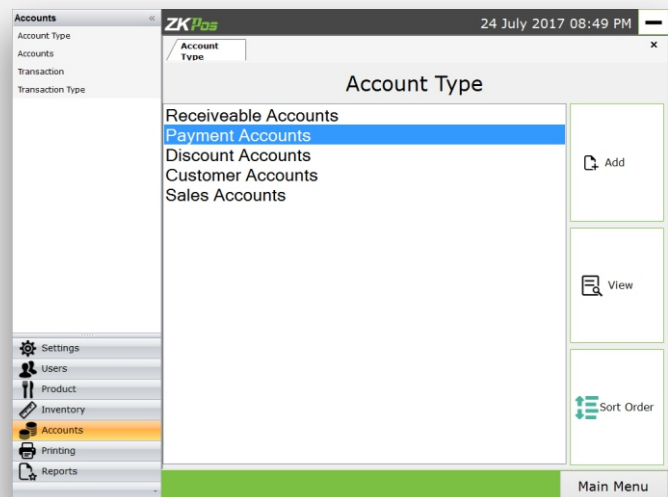 Accounts «
Account Type
Accounts
Transaction
Transaction Type
Settings
Users
Product
Inventory
Accounts
Printing
Reports
ZKPos 24 July 2017 08:49 PM
Account
Type
x
Account Type
Receiveable Accounts
Payment Accounts
Discount Accounts
Customer Accounts
Sales Accounts
Add
View
Sort Order
Main Menu